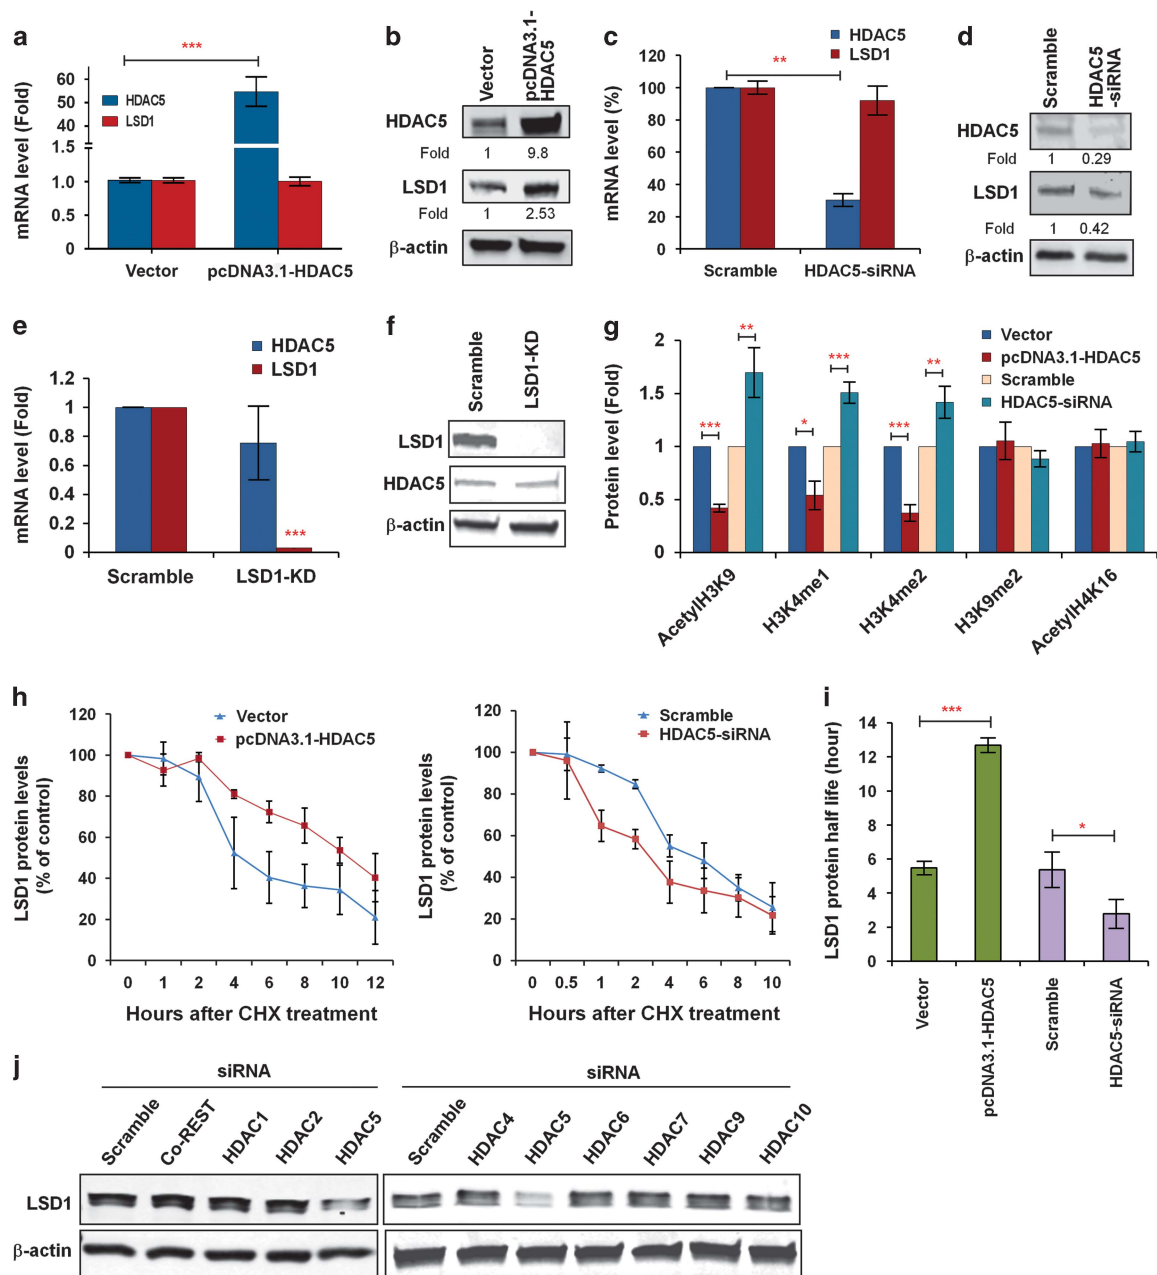 a
***
mRNA level (Fold)
60
50
40
1.5
1.0
0.5
0
HDAC5
LSD1
Vector
pcDNA3.1-HDAC5
b
Vector
pcDNA3.1-
HDAC5
HDAC5
Fold 1 9.8
LSD1
Fold 1 2.53
β-actin
c
HDAC5
LSD1
**
mRNA level (%)
120
100
80
60
40
20
0
Scramble
HDAC5-siRNA
d
Scramble
HDAC5
-siRNA
HDAC5
Fold 1 0.29
LSD1
Fold 1 0.42
β-actin
e
HDAC5
LSD1
mRNA level (Fold)
1.2
1
0.8
0.6
0.4
0.2
0
***
Scramble
LSD1-KD
f
Scramble
LSD1-KD
LSD1
HDAC5
β-actin
g
Vector
pcDNA3.1-HDAC5
Scramble
HDAC5-siRNA
Protein level (Fold)
2
1.5
1
0.5
0
***
**
*
***
***
**
AcetylH3K9
H3K4me1
H3K4me2
H3K9me2
AcetylH4K16
h
Vector
pcDNA3.1-HDAC5
LSD1 protein levels
(% of control)
120
100
80
60
40
20
0
0 1 2 4 6 8 10 12
Hours after CHX treatment
Scramble
HDAC5-siRNA
LSD1 protein levels
(% of control)
120
100
80
60
40
20
0
0 0.5 1 2 4 6 8 10
Hours after CHX treatment
i
LSD1 protein half life (hour)
14
12
10
8
6
4
2
0
***
*
Vector
pcDNA3.1-HDAC5
Scramble
HDAC5-siRNA
j
siRNA
Scramble
Co-REST
HDAC1
HDAC2
HDAC5
siRNA
Scramble
HDAC4
HDAC5
HDAC6
HDAC7
HDAC9
HDAC10
LSD1
β-actin